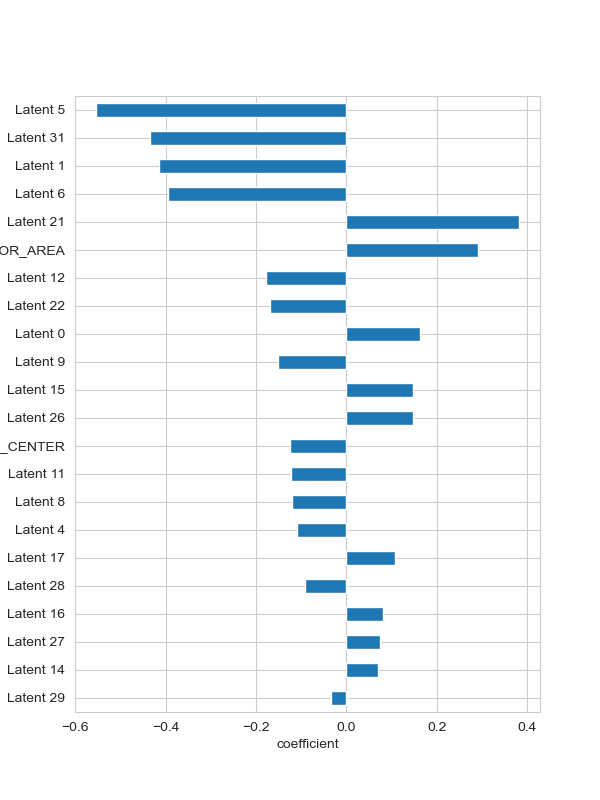 Latent 5
Latent 31
Latent 1
Latent 6
Latent 21
OR_AREA
Latent 12
Latent 22
Latent 0
Latent 9
Latent 15
Latent 26
_CENTER
Latent 11
Latent 8
Latent 4
Latent 17
Latent 28
Latent 16
Latent 27
Latent 14
Latent 29
−0.6 −0.4 −0.2 0.0 0.2 0.4
coefficient